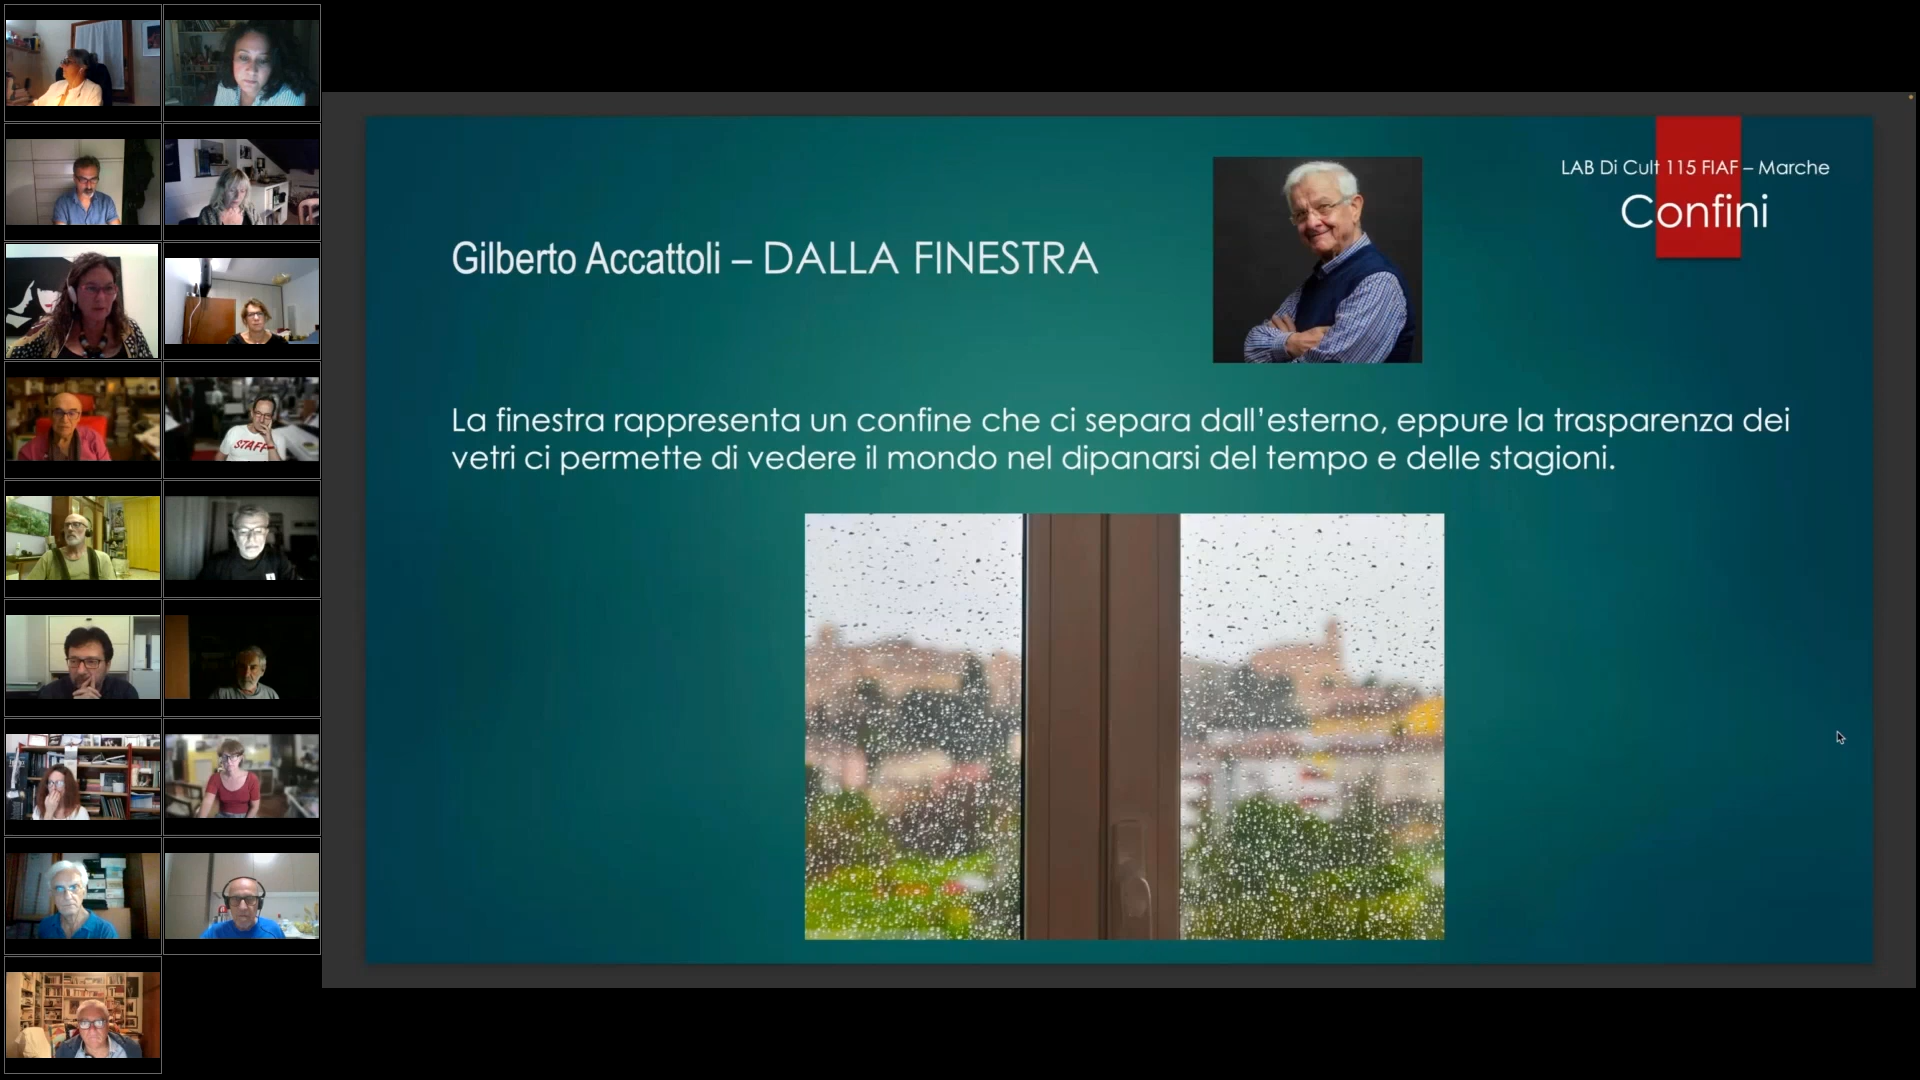 LAB Di Cult 115 FIAF – Marche
Confini
Gilberto Accattoli – DALLA FINESTRA
La finestra rappresenta un confine che ci separa dall’esterno, eppure la trasparenza dei
vetri ci permette di vedere il mondo nel dipanarsi del tempo e delle stagioni.
STAFF